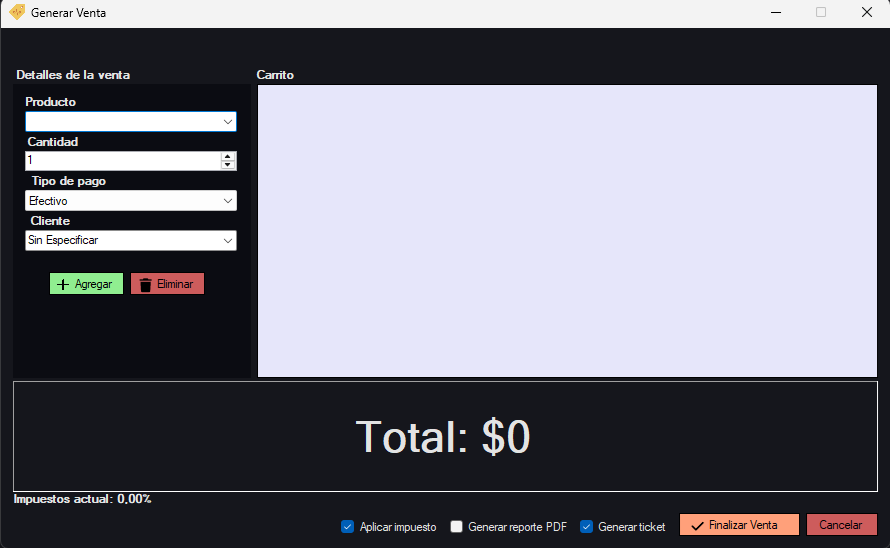 Generar Venta
Detalles de la venta
Carrito
Producto
Cantidad
1
Tipo de pago
Efectivo
Cliente
Sin Especificar
Agregar
Eliminar
Total: $0
Impuestos actual: 0,00%
Aplicar impuesto
Generar reporte PDF
Generar ticket
Finalizar Venta
Cancelar